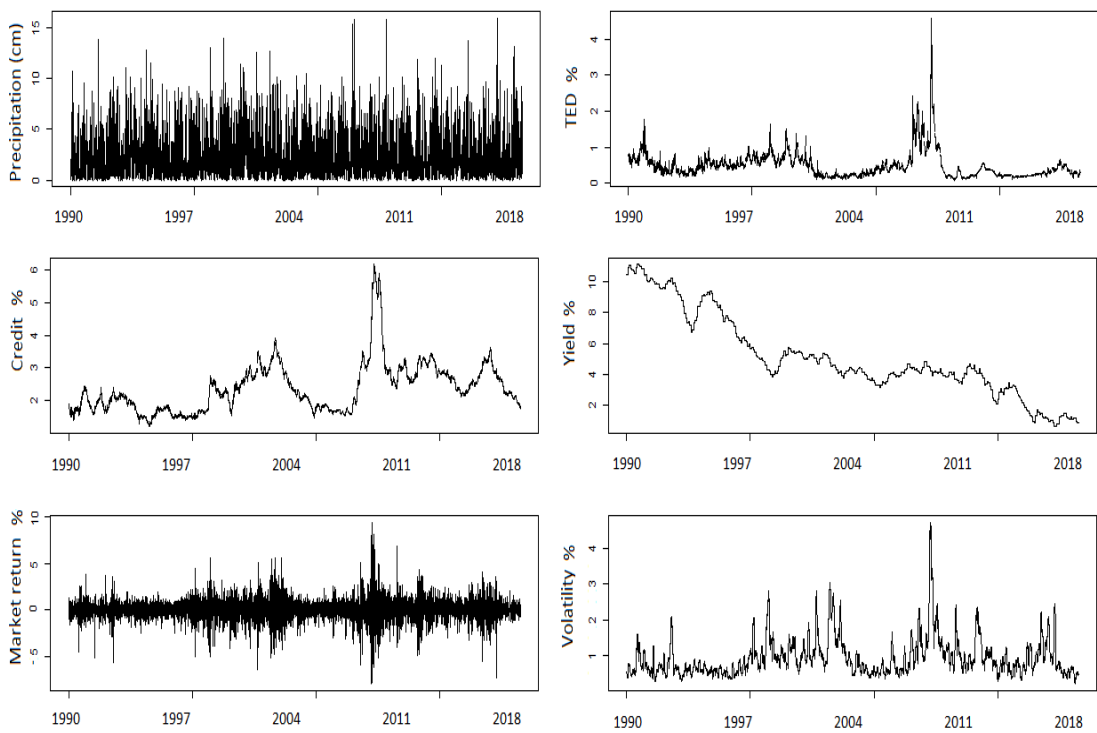 Precipitation (cm)
15
10
5
0
1990 1997 2004 2011 2018
TED %
4
3
2
1
0
1990 1997 2004 2011 2018
Credit %
6
5
4
3
2
1990 1997 2004 2011 2018
Yield %
10
8
6
4
2
1990 1997 2004 2011 2018
Market return %
10
5
0
-5
1990 1997 2004 2011 2018
Volatility %
4
3
2
1
1990 1997 2004 2011 2018